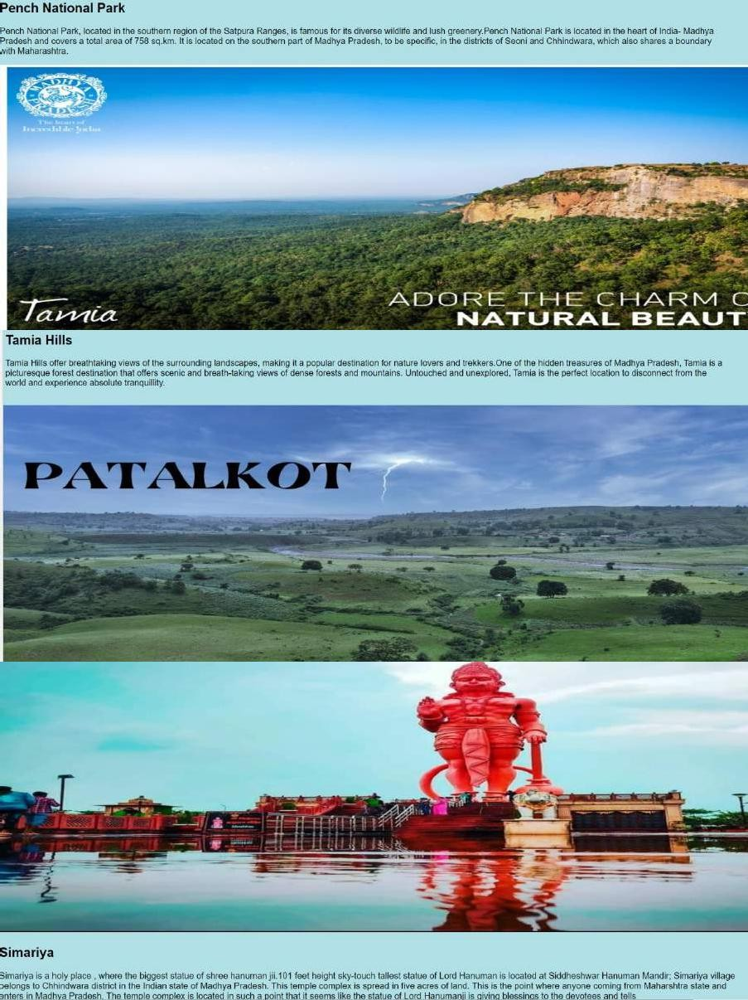 Pench National Park
Pench National Park, located in the southern region of the Satpura Ranges, is famous for its diverse wildlife and lush greenery.Pench National Park is located in the heart of India- Madhya
Pradesh and covers a total area of 758 sq.km. It is located on the southern part of Madhya Pradesh, to be specific, in the districts of Seoni and Chhindwara, which also shares a boundary
with Maharashtra.
MADHYA
PRADESH
The heart of
Incredible India
Tamia
ADORE THE CHARM O
NATURAL BEAUT
Tamia Hills
Tamia Hills offer breathtaking views of the surrounding landscapes, making it a popular destination for nature lovers and trekkers.One of the hidden treasures of Madhya Pradesh, Tamia is a
picturesque forest destination that offers scenic and breath-taking views of dense forests and mountains. Untouched and unexplored, Tamia is the perfect location to disconnect from the
world and experience absolute tranquillity.
PATALKOT
Simariya
Simariya is a holy place , where the biggest statue of shree hanuman jii.101 feet height sky-touch tallest statue of Lord Hanuman is located at Siddheshwar Hanuman Mandir; Simariya village
belongs to Chhindwara district in the Indian state of Madhya Pradesh. This temple complex is spread in five acres of land. This is the point where anyone coming from Maharshtra state and
enters in Madhya Pradesh. The temple complex is located in such a point that it seems like the statue of Lord Hanumanji is giving blessings to the devotees and tells